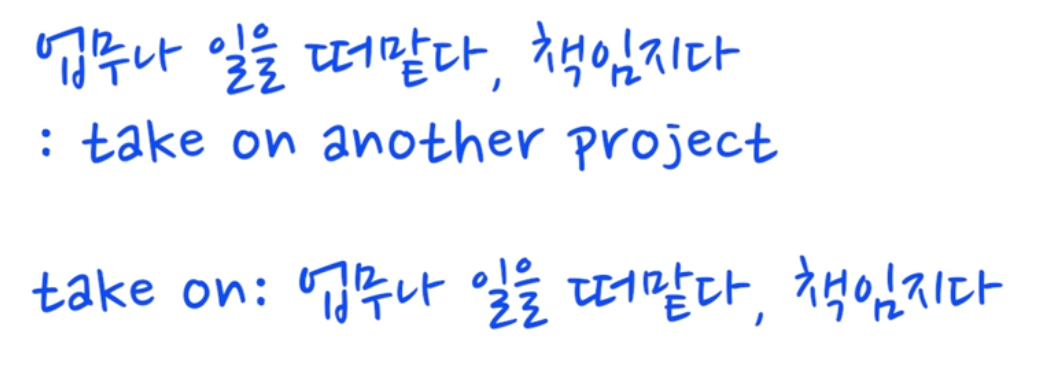 업무나 일을 떠맡다, 책임지다
: take on another project
take on: 업무나 일을 떠맡다, 책임지다